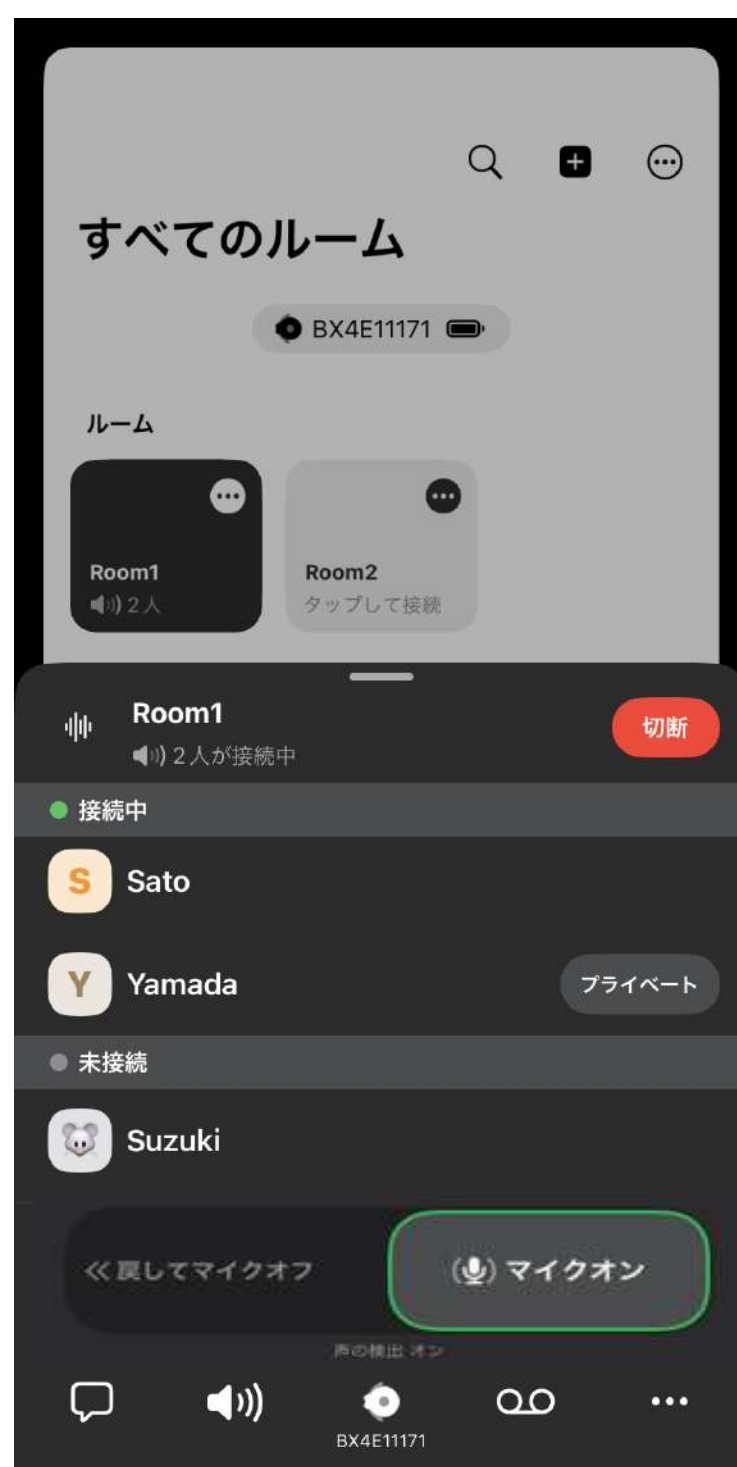 すべてのルーム
BX4E11171
ルーム
Room1
2人
Room2
タップして接続
Room1
2人が接続中
切断
接続中
S
Sato
Y
Yamada
プライベート
未接続
Suzuki
≪ 戻してマイクオフ
マイクオン
声の検出 オン
BX4E11171